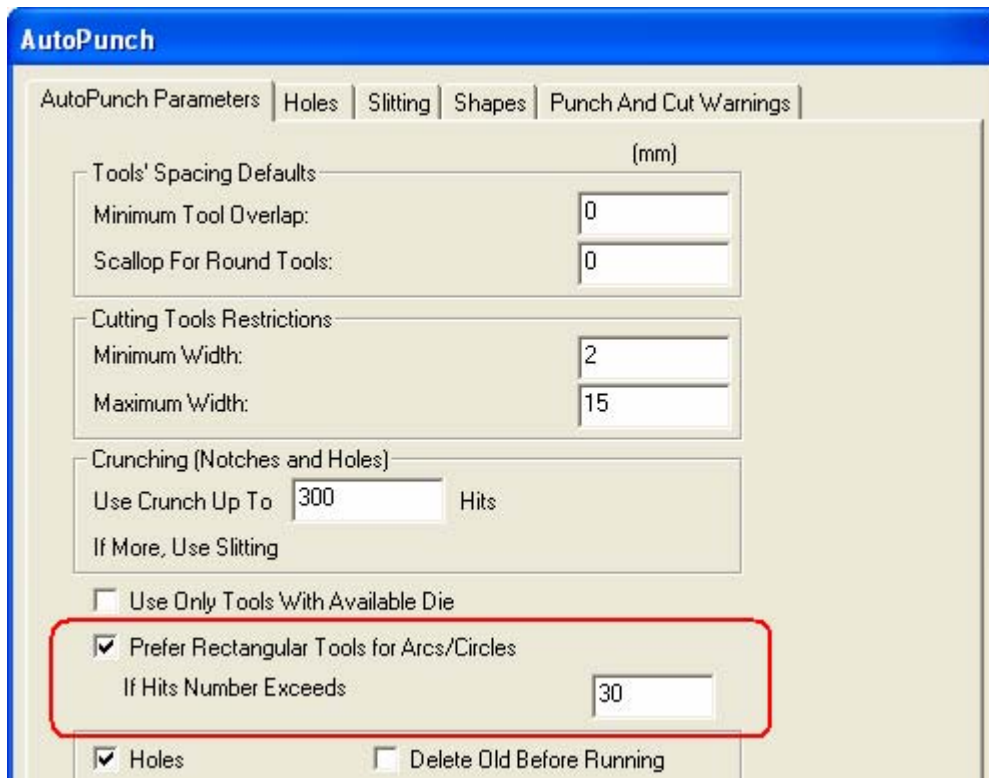 AutoPunch
AutoPunch Parameters Holes Slitting Shapes Punch And Cut Warnings
(mm)
Tools' Spacing Defaults
Minimum Tool Overlap: 0
Scallop For Round Tools: 0
Cutting Tools Restrictions
Minimum Width: 2
Maximum Width: 15
Crunching (Notches and Holes)
Use Crunch Up To 300 Hits
If More, Use Slitting
Use Only Tools With Available Die
Prefer Rectangular Tools for Arcs/Circles
If Hits Number Exceeds 30
Holes Delete Old Before Running